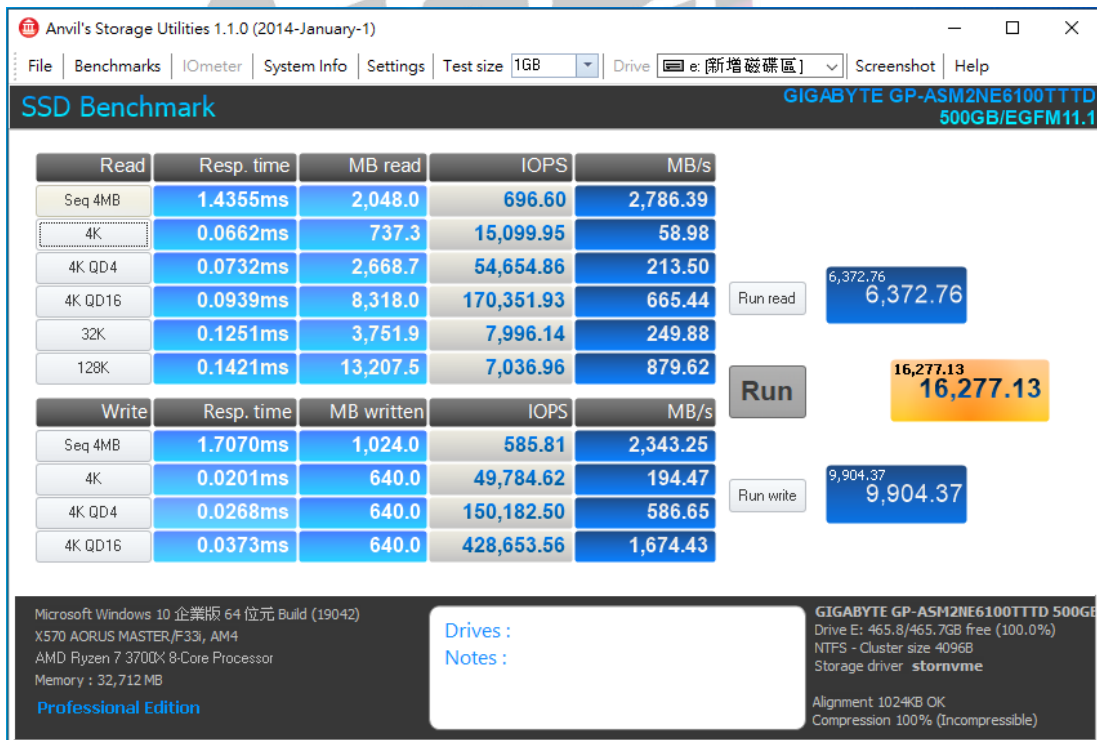 Anvil's Storage Utilities 1.1.0 (2014-January-1)
File Benchmarks IOmeter System Info Settings Test size 1GB Drive e: [新增磁碟區] Screenshot Help
SSD Benchmark
GIGABYTE GP-ASM2NE6100TTTD
500GB/EGFM11.1
Read Resp. time MB read IOPS MB/s
Seq 4MB 1.4355ms 2,048.0 696.60 2,786.39
4K 0.0662ms 737.3 15,099.95 58.98
4K QD4 0.0732ms 2,668.7 54,654.86 213.50
4K QD16 0.0939ms 8,318.0 170,351.93 665.44
32K 0.1251ms 3,751.9 7,996.14 249.88
128K 0.1421ms 13,207.5 7,036.96 879.62
Run read
6,372.76
6,372.76
Run
16,277.13
16,277.13
Write Resp. time MB written IOPS MB/s
Seq 4MB 1.7070ms 1,024.0 585.81 2,343.25
4K 0.0201ms 640.0 49,784.62 194.47
4K QD4 0.0268ms 640.0 150,182.50 586.65
4K QD16 0.0373ms 640.0 428,653.56 1,674.43
Run write
9,904.37
9,904.37
Microsoft Windows 10 企業版 64 位元 Build (19042)
X570 AORUS MASTER/F33i, AM4
AMD Ryzen 7 3700X 8-Core Processor
Memory : 32,712 MB
Professional Edition
Drives :
Notes :
GIGABYTE GP-ASM2NE6100TTTD 500GB
Drive E: 465.8/465.7GB free (100.0%)
NTFS - Cluster size 4096B
Storage driver stornvme
Alignment 1024KB OK
Compression 100% (Incompressible)